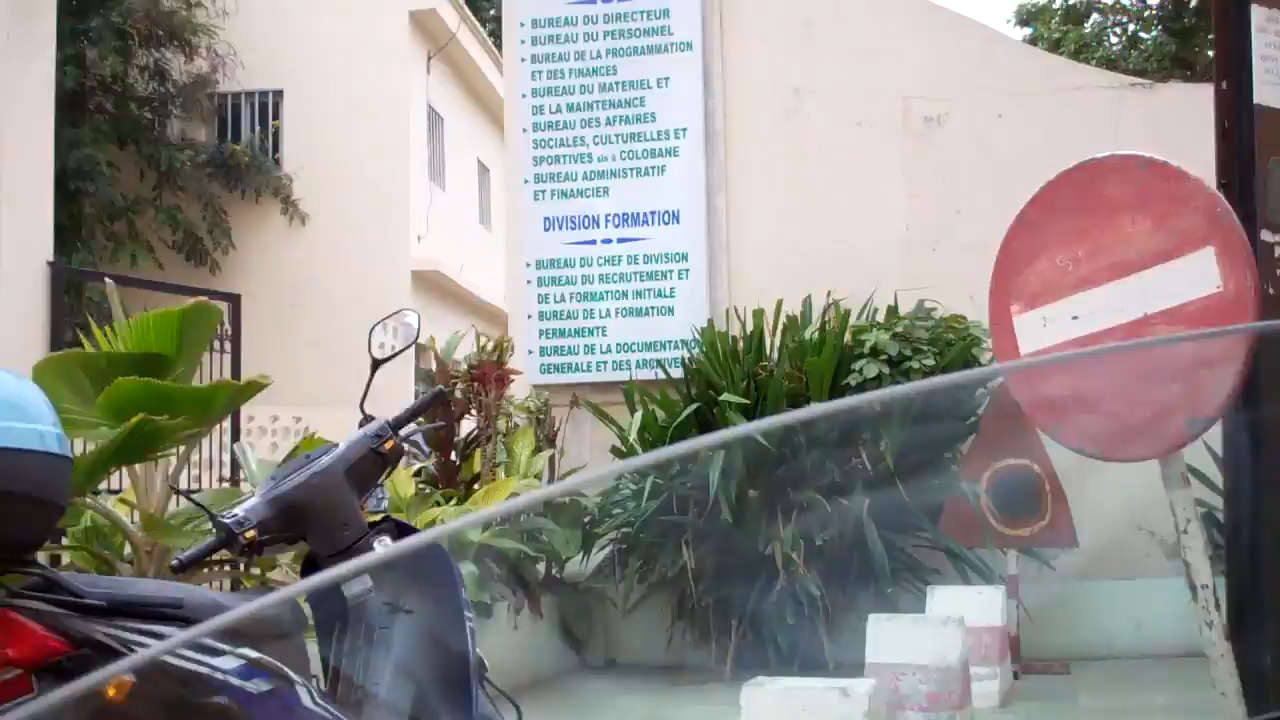 BUREAU DU DIRECTEUR
BUREAU DU PERSONNEL
BUREAU DE LA PROGRAMMATION
ET DES FINANCES
BUREAU DU MATERIEL ET
DE LA MAINTENANCE
BUREAU DES AFFAIRES
SOCIALES, CULTURELLES ET
SPORTIVES sis à COLOBANE
BUREAU ADMINISTRATIF
ET FINANCIER
DIVISION FORMATION
BUREAU DU CHEF DE DIVISION
BUREAU DU RECRUTEMENT ET
DE LA FORMATION INITIALE
BUREAU DE LA FORMATION
PERMANENTE
BUREAU DE LA DOCUMENTATIO
GENERALE ET DES ARCHIVE